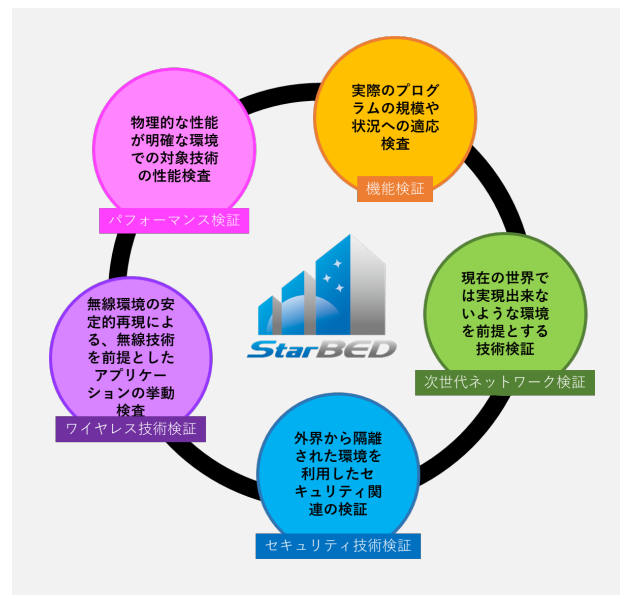 実際のプログ
ラムの規模や
状況への適応
検査
機能検証
物理的な性能
が明確な環境
での対象技術
の性能検査
パフォーマンス検証
現在の世界で
は実現出来な
いような環境
を前提とする
技術検証
次世代ネットワーク検証
無線環境の安
定的再現によ
る、無線技術
を前提とした
アプリケー
ションの挙動
検査
ワイヤレス技術検証
StarBED
外界から隔離
された環境を
利用したセ
キュリティ関
連の検証
セキュリティ技術検証